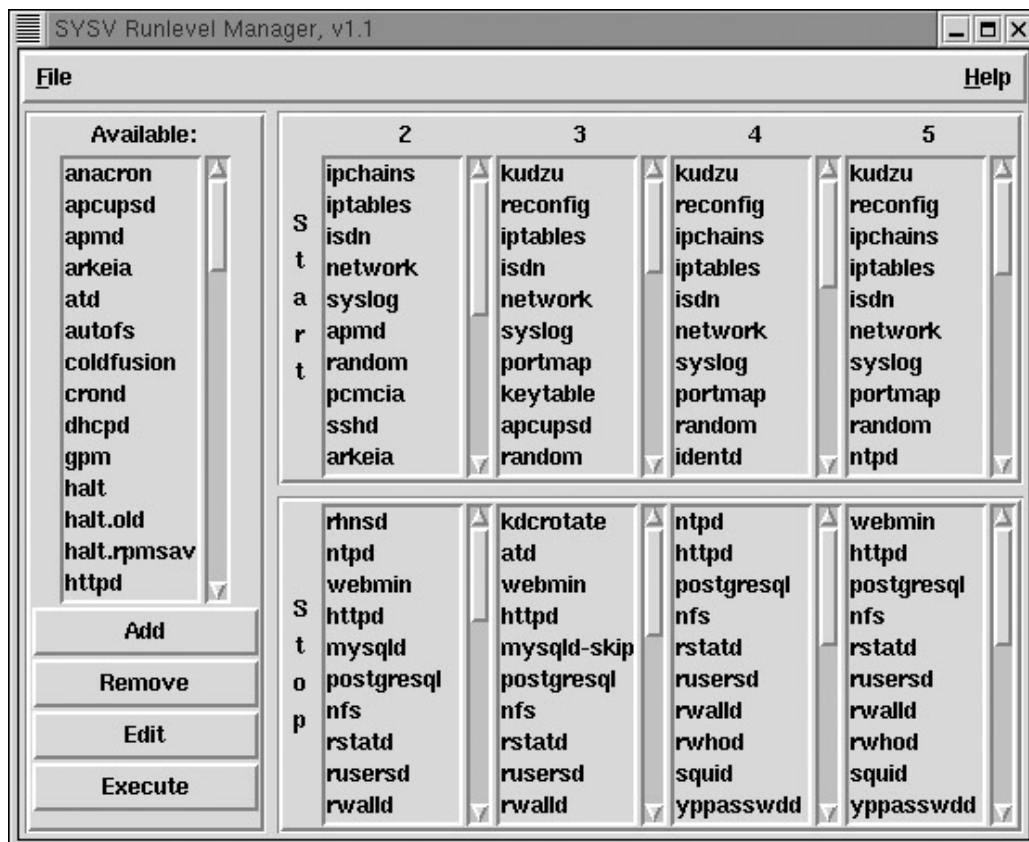 SYSV Runlevel Manager, v1.1
File Help
Available:
anacron
apcupsd
apmd
arkeia
atd
autofs
coldfusion
crond
dhcpd
gpm
halt
halt.old
halt.rpmsav
httpd
Add
Remove
Edit
Execute
Start
2
ipchains
iptables
isdn
network
syslog
apmd
random
pcmcia
sshd
arkeia
3
kudzu
reconfig
iptables
isdn
network
syslog
portmap
keytable
apcupsd
random
4
kudzu
reconfig
ipchains
iptables
isdn
network
syslog
portmap
random
identd
5
kudzu
reconfig
ipchains
iptables
isdn
network
syslog
portmap
random
ntpd
Stop
rhnsd
ntpd
webmin
httpd
mysqld
postgresql
nfs
rstatd
rusersd
rwalld
kdcrotate
atd
webmin
httpd
mysqld-skip
postgresql
nfs
rstatd
rusersd
rwalld
ntpd
httpd
postgresql
nfs
rstatd
rusersd
rwalld
rwhod
squid
yppasswdd
webmin
httpd
postgresql
nfs
rstatd
rusersd
rwalld
rwhod
squid
yppasswdd